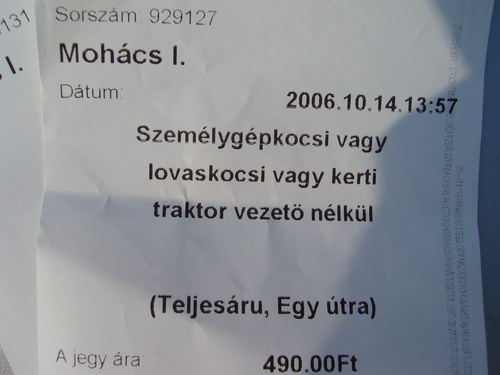 131
I.
Sorszám: 929127
Mohács I.
Dátum:
2006.10.14.13:57
Személygépkocsi vagy
lovaskocsi vagy kerti
traktor vezetö nélkül
(Teljesáru, Egy útra)
A jegy ára:
490.00Ft